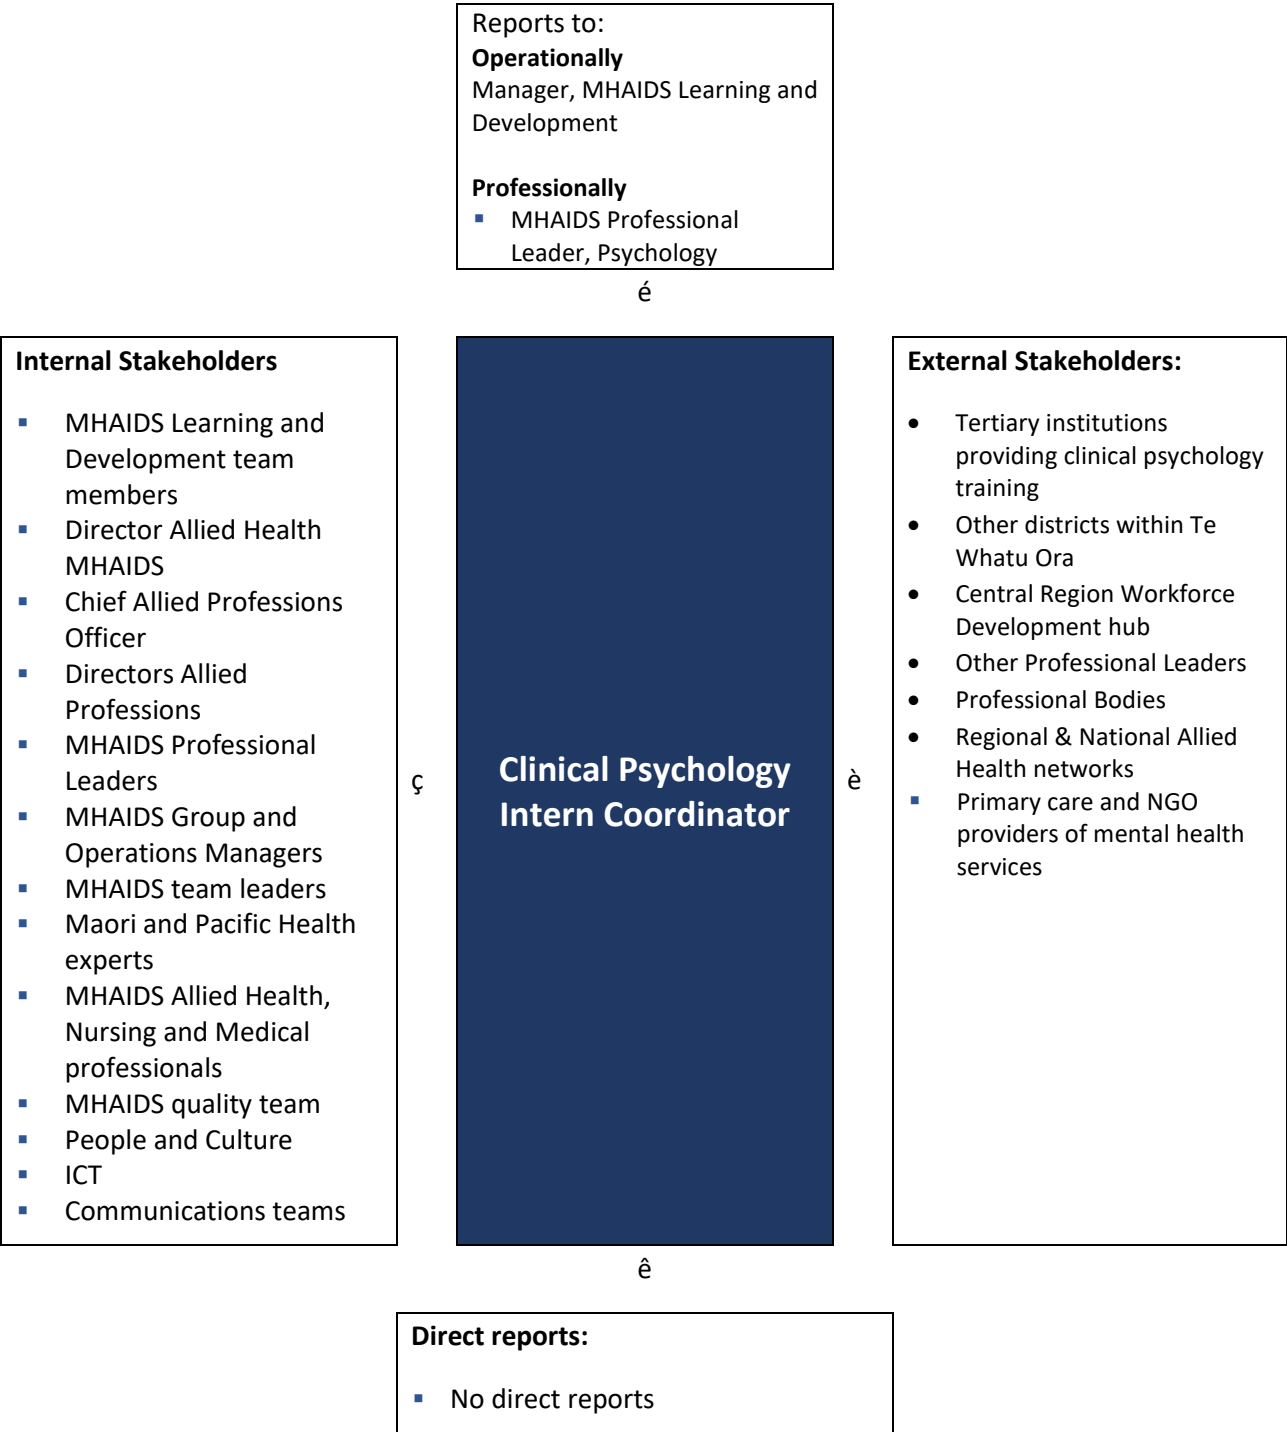 Reports to:
Operationally
Manager, MHAIDS Learning and
Development
Professionally
▪ MHAIDS Professional
Leader, Psychology
é
Internal Stakeholders
▪ MHAIDS Learning and
Development team
members
▪ Director Allied Health
MHAIDS
▪ Chief Allied Professions
Officer
▪ Directors Allied
Professions
▪ MHAIDS Professional
Leaders
▪ MHAIDS Group and
Operations Managers
▪ MHAIDS team leaders
▪ Maori and Pacific Health
experts
▪ MHAIDS Allied Health,
Nursing and Medical
professionals
▪ MHAIDS quality team
▪ People and Culture
▪ ICT
▪ Communications teams
ç
Clinical Psychology
Intern Coordinator
è
External Stakeholders:
• Tertiary institutions
providing clinical psychology
training
• Other districts within Te
Whatu Ora
• Central Region Workforce
Development hub
• Other Professional Leaders
• Professional Bodies
• Regional & National Allied
Health networks
▪ Primary care and NGO
providers of mental health
services
ê
Direct reports:
▪ No direct reports